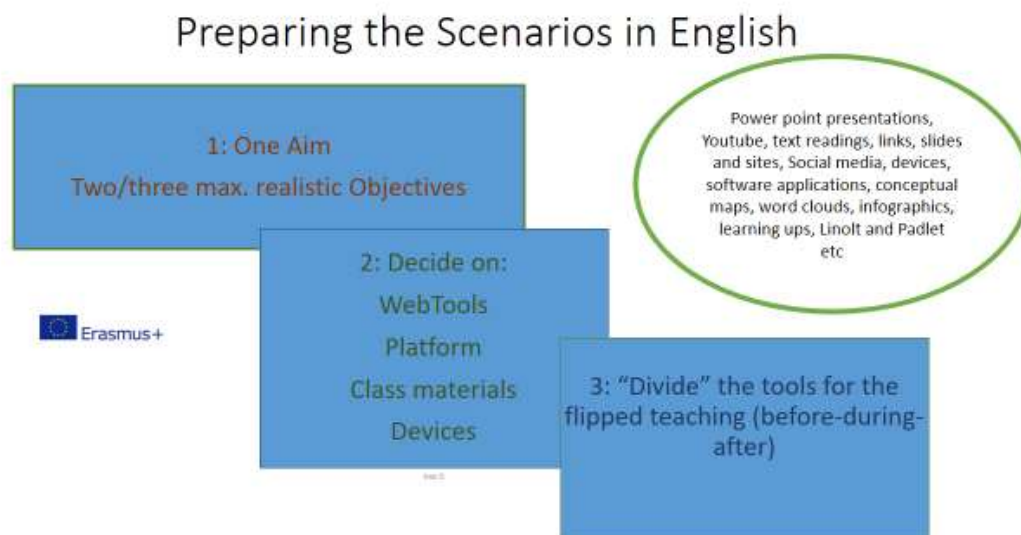 Preparing the Scenarios in English
1: One Aim
Two/three max. realistic Objectives
Power point presentations,
Youtube, text readings, links, slides
and sites, Social media, devices,
software applications, conceptual
maps, word clouds, infographics,
learning ups, LinoIt and Padlet
etc
2: Decide on:
WebTools
Platform
Class materials
Devices
Erasmus+
3: “Divide” the tools for the
flipped teaching (before-during-
after)